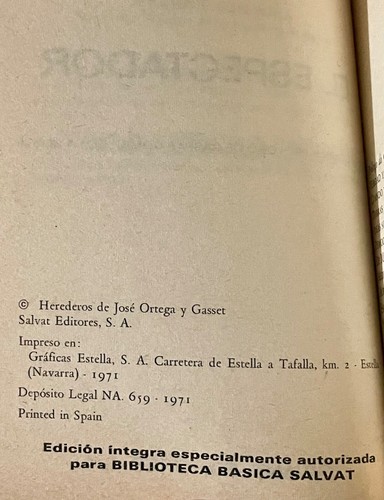 © Herederos de José Ortega y Gasset
Salvat Editores, S. A.
Impreso en:
Gráficas Estella, S. A. Carretera de Estella a Tafalla, km. 2 - Estella
(Navarra) - 1971
Depósito Legal NA. 659 - 1971
Printed in Spain
Edición íntegra especialmente autorizada
para BIBLIOTECA BASICA SALVAT